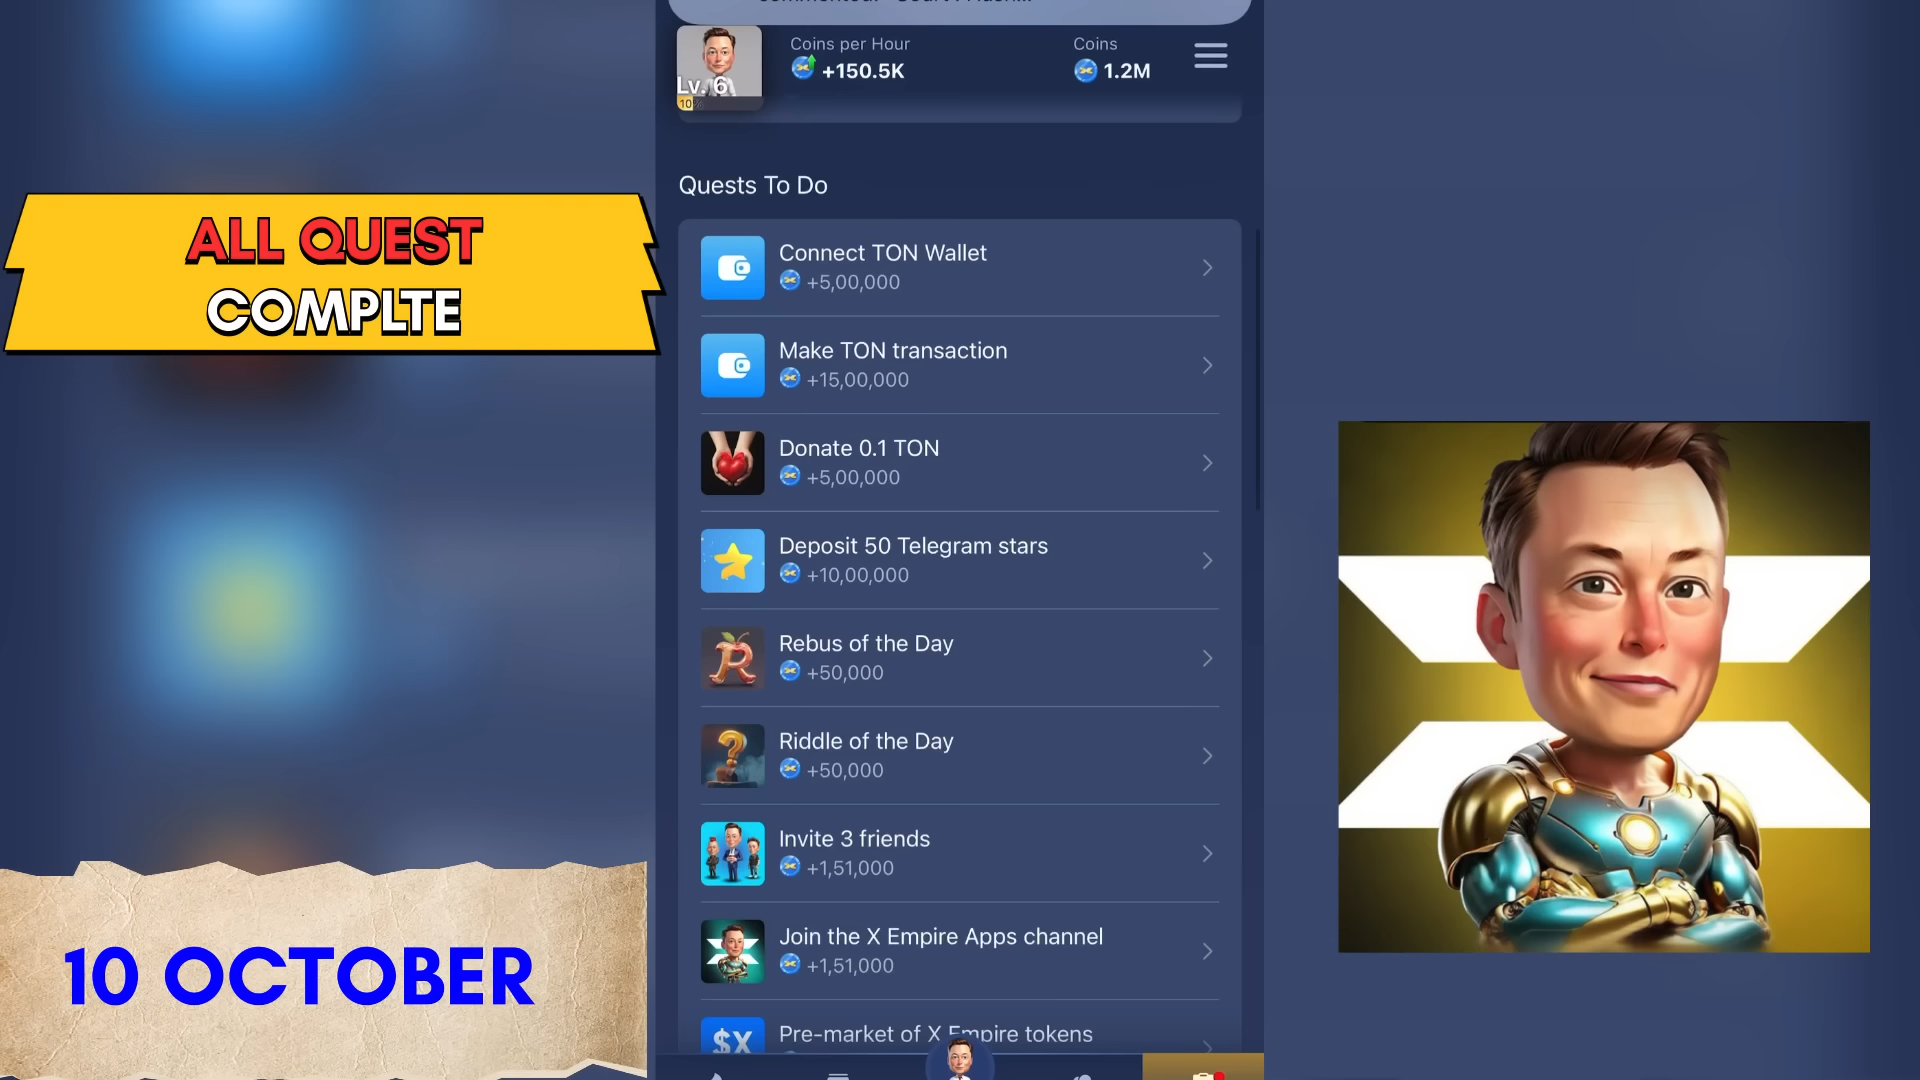 Coins per Hour
+150.5K
Coins
1.2M
Lv. 6
10%
Quests To Do
ALL QUEST
COMPLTE
Connect TON Wallet
+5,00,000
Make TON transaction
+15,00,000
Donate 0.1 TON
+5,00,000
Deposit 50 Telegram stars
+10,00,000
Rebus of the Day
+50,000
Riddle of the Day
+50,000
Invite 3 friends
+1,51,000
Join the X Empire Apps channel
+1,51,000
$X
Pre-market of X Empire tokens
10 OCTOBER